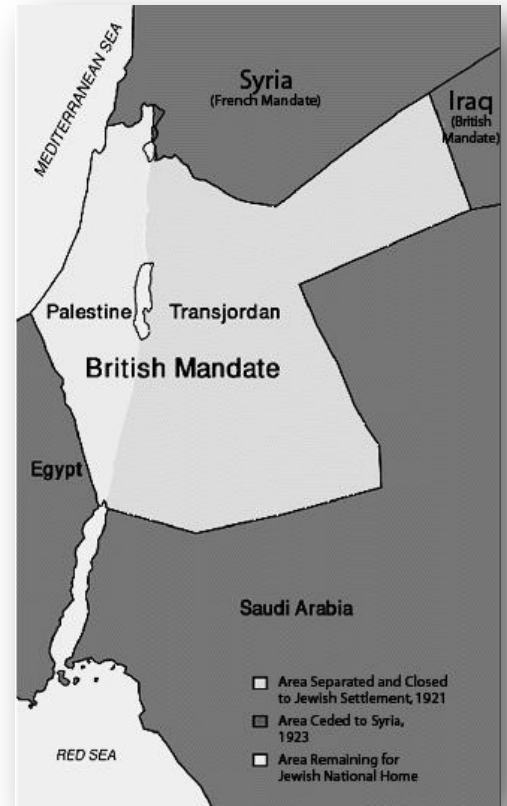 MEDITERRANEAN SEA
Syria
(French Mandate)
Iraq
(British
Mandate)
Palestine
Transjordan
British Mandate
Egypt
Saudi Arabia
Area Separated and Closed
to Jewish Settlement, 1921
Area Ceded to Syria,
1923
Area Remaining for
Jewish National Home
RED SEA